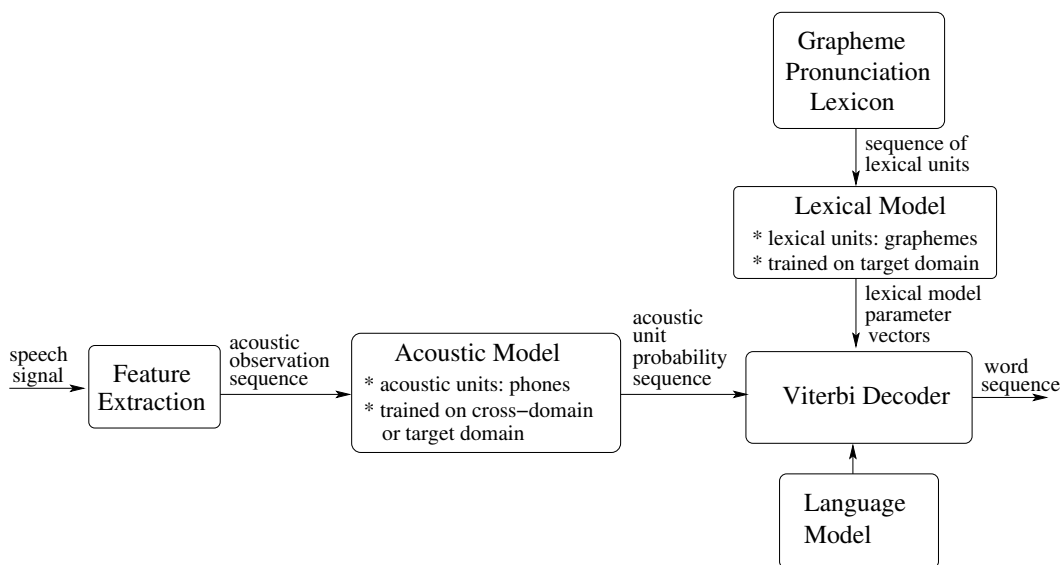 Grapheme
Pronunciation
Lexicon
sequence of
lexical units
Lexical Model
* lexical units: graphemes
* trained on target domain
lexical model
parameter
vectors
speech
signal
Feature
Extraction
acoustic
observation
sequence
Acoustic Model
* acoustic units: phones
* trained on cross−domain
or target domain
acoustic
unit
probability
sequence
Viterbi Decoder
word
sequence
Language
Model